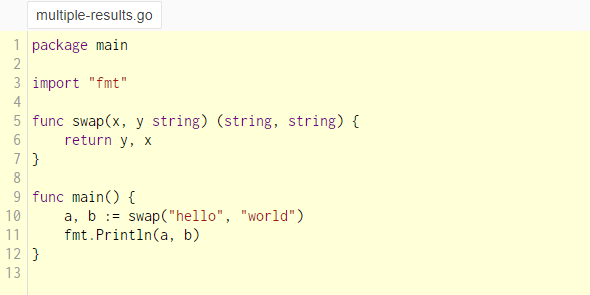 multiple-results.go
1 package main
2
3 import "fmt"
4
5 func swap(x, y string) (string, string) {
6     return y, x
7 }
8
9 func main() {
10     a, b := swap("hello", "world")
11     fmt.Println(a, b)
12 }
13